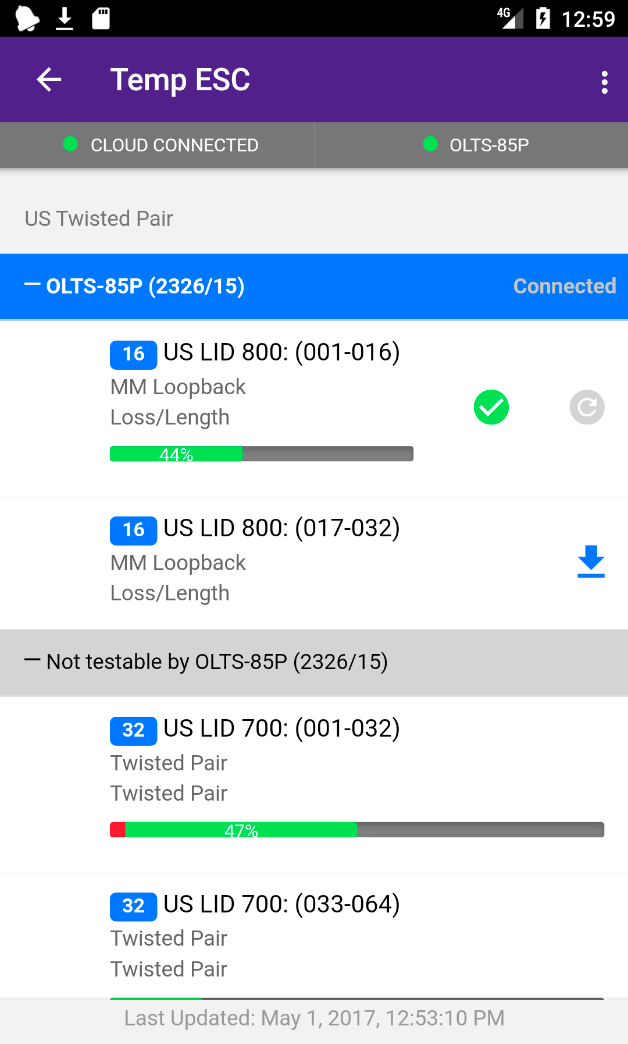 4G 12:59
Temp ESC
CLOUD CONNECTED OLTS-85P
US Twisted Pair
OLTS-85P (2326/15) Connected
16 US LID 800: (001-016)
MM Loopback
Loss/Length
44%
16 US LID 800: (017-032)
MM Loopback
Loss/Length
Not testable by OLTS-85P (2326/15)
32 US LID 700: (001-032)
Twisted Pair
Twisted Pair
47%
32 US LID 700: (033-064)
Twisted Pair
Twisted Pair
Last Updated: May 1, 2017, 12:53:10 PM